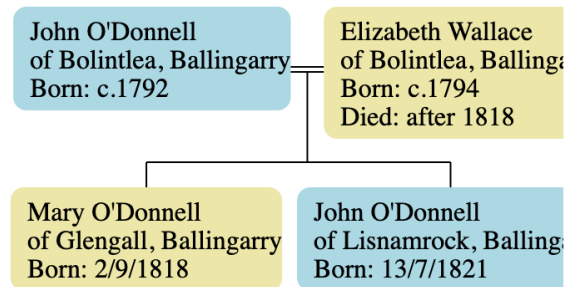 John O'Donnell
of Bolintlea, Ballingarry
Born: c.1792
Elizabeth Wallace
of Bolintlea, Ballinga
Born: c.1794
Died: after 1818
Mary O'Donnell
of Glengall, Ballingarry
Born: 2/9/1818
John O'Donnell
of Lisnamrock, Balling
Born: 13/7/1821